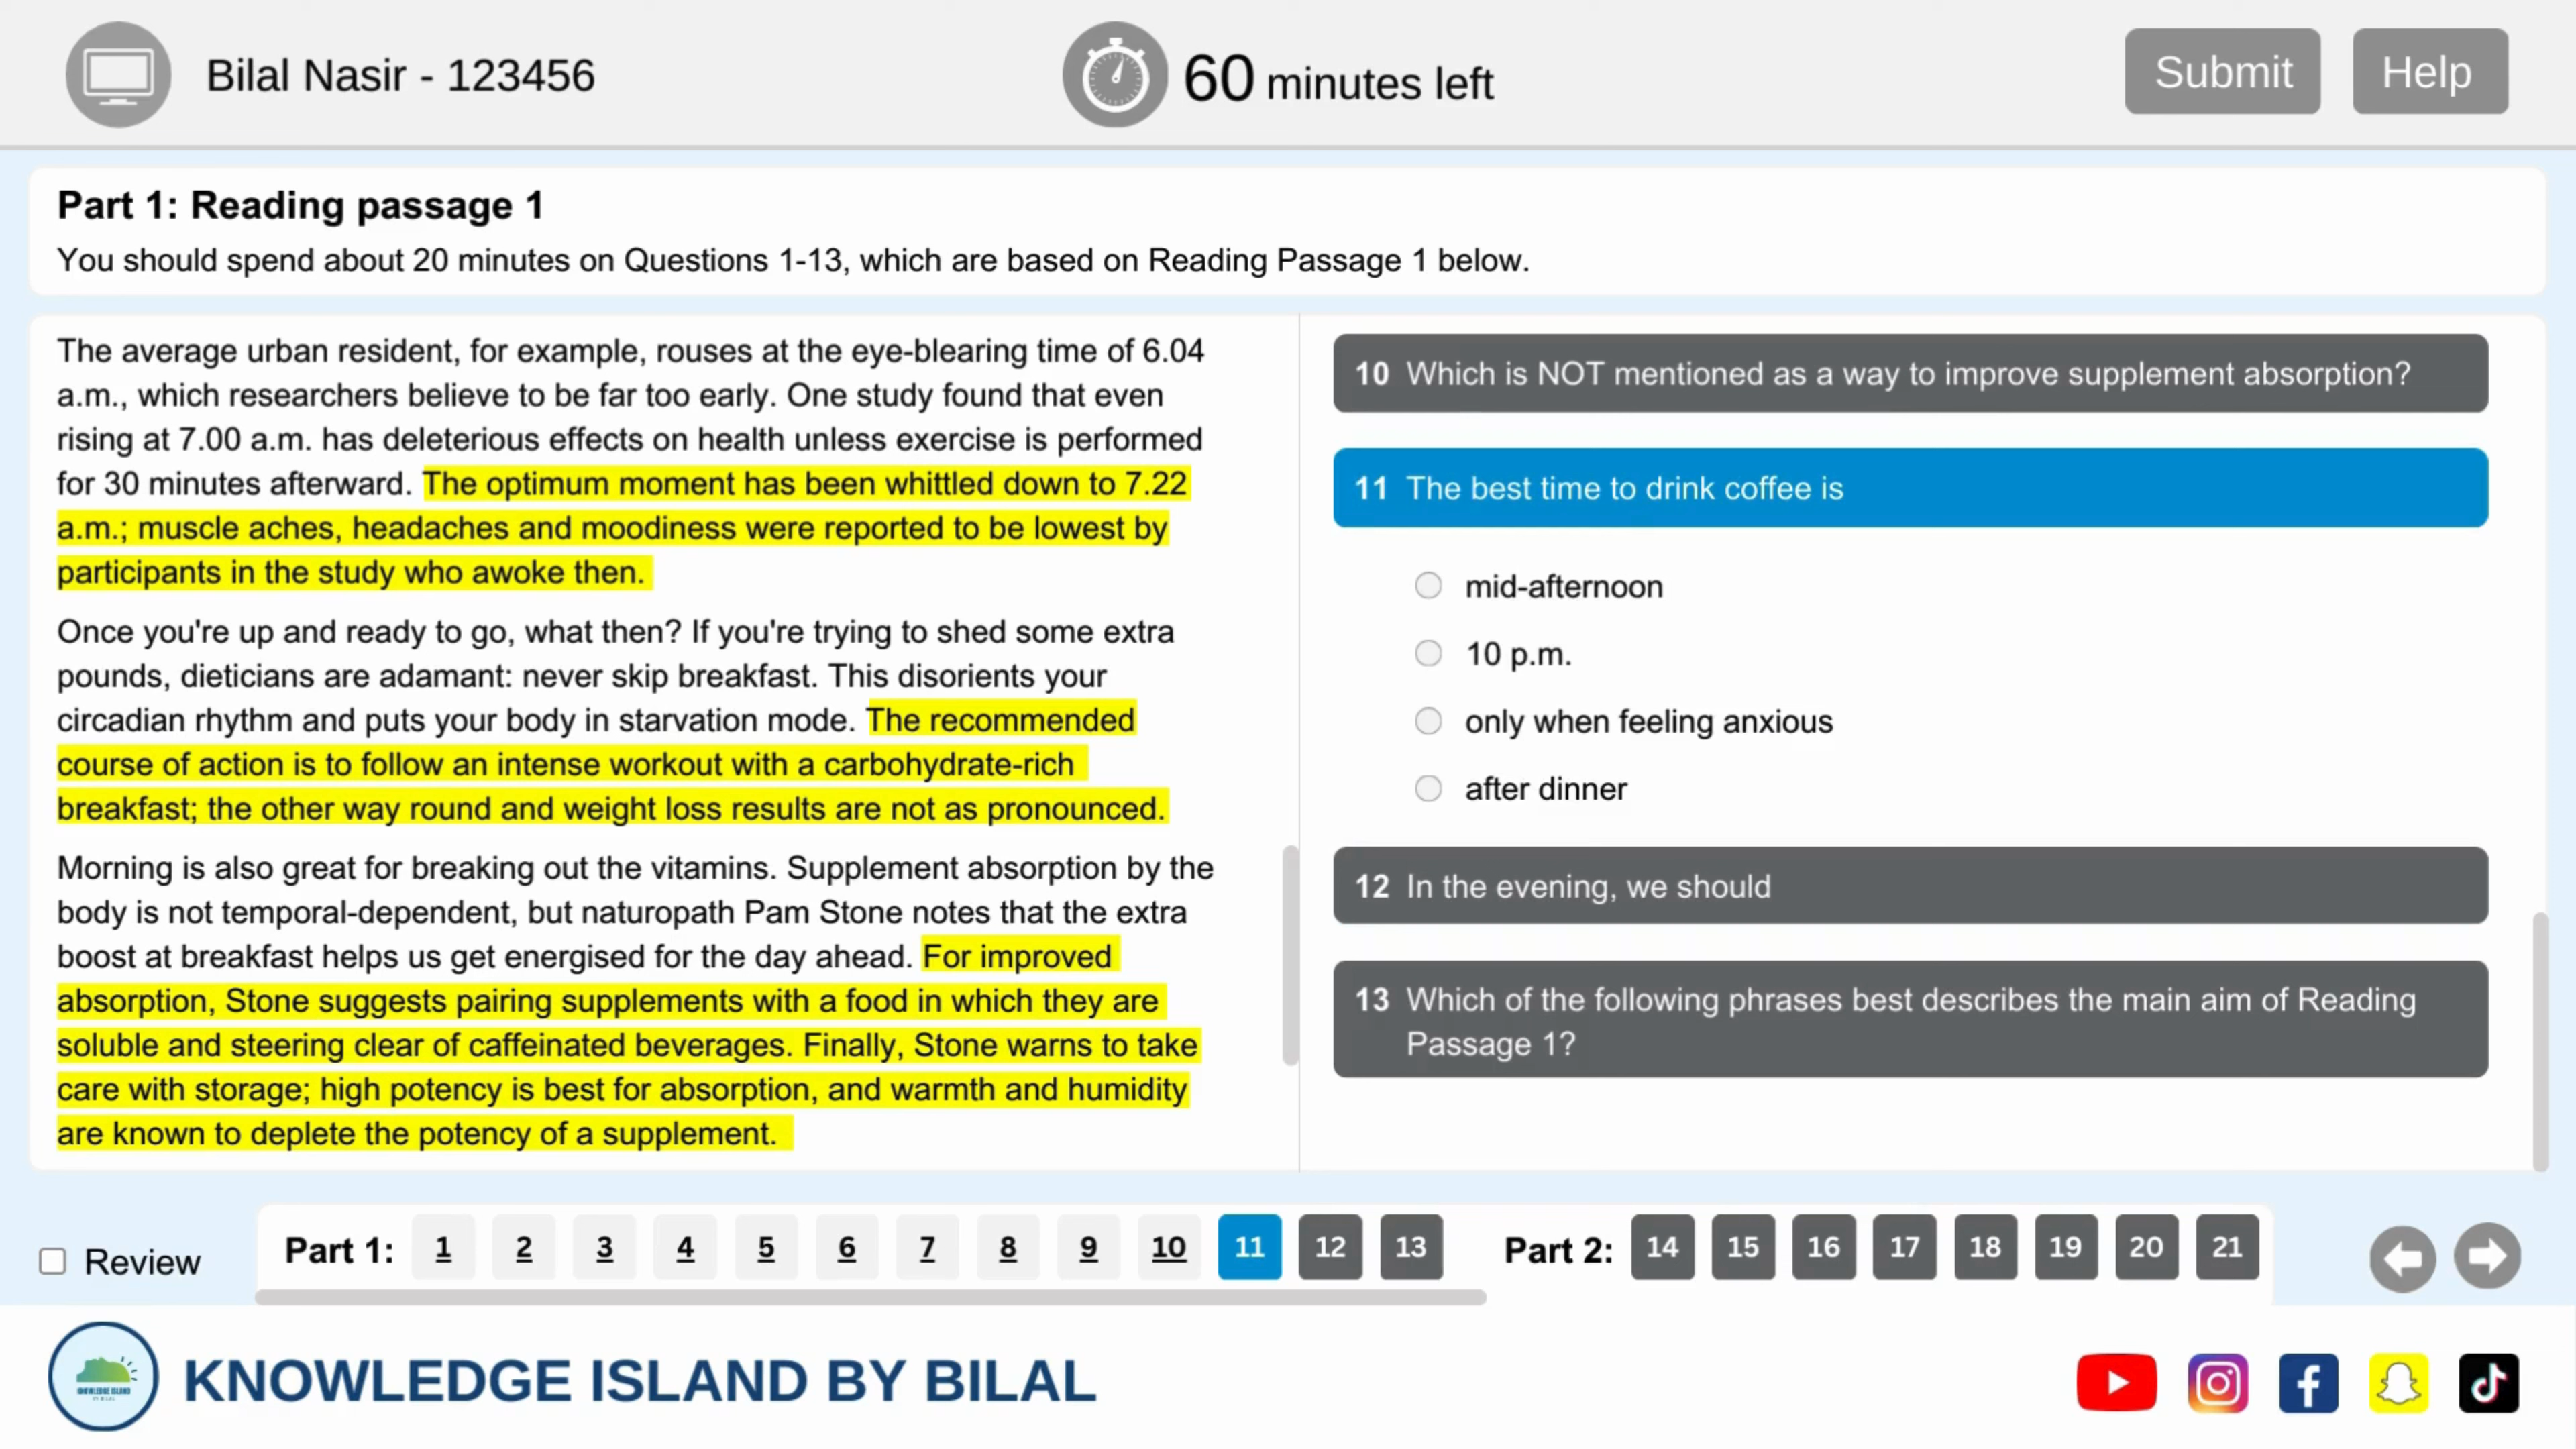 Bilal Nasir - 123456
60 minutes left
Submit
Help
Part 1: Reading passage 1
You should spend about 20 minutes on Questions 1-13, which are based on Reading Passage 1 below.
The average urban resident, for example, rouses at the eye-blearing time of 6.04
a.m., which researchers believe to be far too early. One study found that even
rising at 7.00 a.m. has deleterious effects on health unless exercise is performed
for 30 minutes afterward. The optimum moment has been whittled down to 7.22
a.m.; muscle aches, headaches and moodiness were reported to be lowest by
participants in the study who awoke then.
Once you're up and ready to go, what then? If you're trying to shed some extra
pounds, dieticians are adamant: never skip breakfast. This disorients your
circadian rhythm and puts your body in starvation mode. The recommended
course of action is to follow an intense workout with a carbohydrate-rich
breakfast; the other way round and weight loss results are not as pronounced.
Morning is also great for breaking out the vitamins. Supplement absorption by the
body is not temporal-dependent, but naturopath Pam Stone notes that the extra
boost at breakfast helps us get energised for the day ahead. For improved
absorption, Stone suggests pairing supplements with a food in which they are
soluble and steering clear of caffeinated beverages. Finally, Stone warns to take
care with storage; high potency is best for absorption, and warmth and humidity
are known to deplete the potency of a supplement.
10 Which is NOT mentioned as a way to improve supplement absorption?
11 The best time to drink coffee is
mid-afternoon
10 p.m.
only when feeling anxious
after dinner
12 In the evening, we should
13 Which of the following phrases best describes the main aim of Reading
Passage 1?
Review
Part 1: 1 2 3 4 5 6 7 8 9 10 11 12 13
Part 2: 14 15 16 17 18 19 20 21
KNOWLEDGE ISLAND
BY BILAL
KNOWLEDGE ISLAND BY BILAL